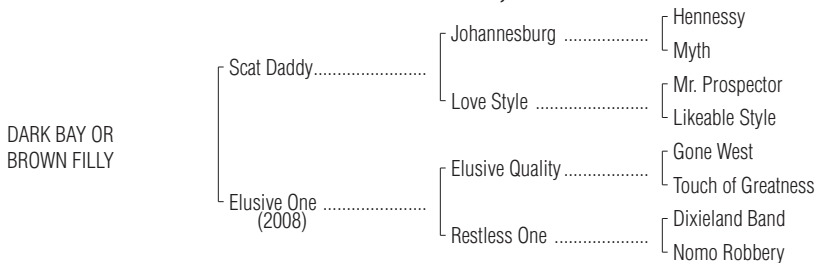 Hennessy
Johannesburg ..................
Myth
Scat Daddy........................
Mr. Prospector
Love Style ........................
Likeable Style
DARK BAY OR
BROWN FILLY
Gone West
Elusive Quality ..................
Touch of Greatness
Elusive One ......................
(2008)
Dixieland Band
Restless One ....................
Nomo Robbery